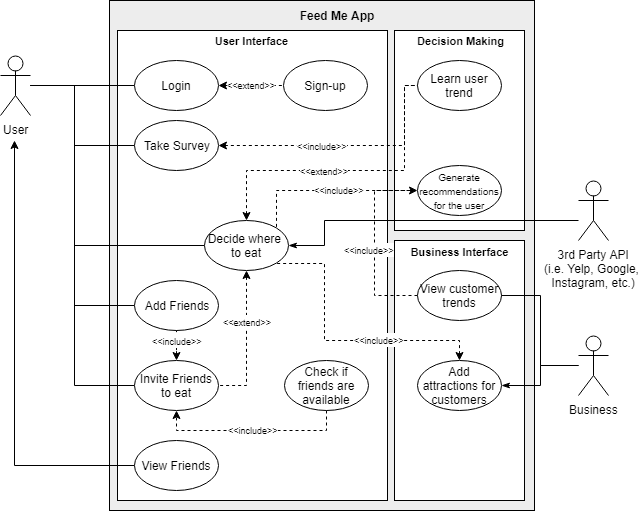 Feed Me App
User Interface
Decision Making
Login
<<extend>>
Sign-up
Learn user
trend
User
Take Survey
<<include>>
<<extend>>
<<include>>
Generate
recommendations
for the user
Decide where
to eat
<<include>>
Business Interface
3rd Party API
(i.e. Yelp, Google,
Instagram, etc.)
View customer
trends
Add Friends
<<extend>>
<<include>>
<<include>>
Invite Friends
to eat
Check if
friends are
available
Add
attractions for
customers
Business
<<include>>
View Friends